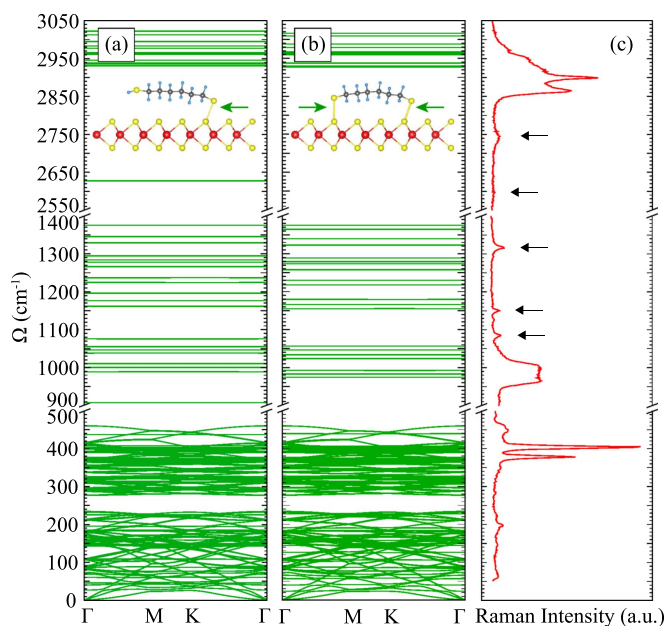 3050
2950
2850
2750
2650
2550
1400
1300
1200
1100
1000
900
500
400
300
200
100
0
Ω (cm⁻¹)
(a)
(b)
(c)
Γ M K Γ
Γ M K Γ
Raman Intensity (a.u.)